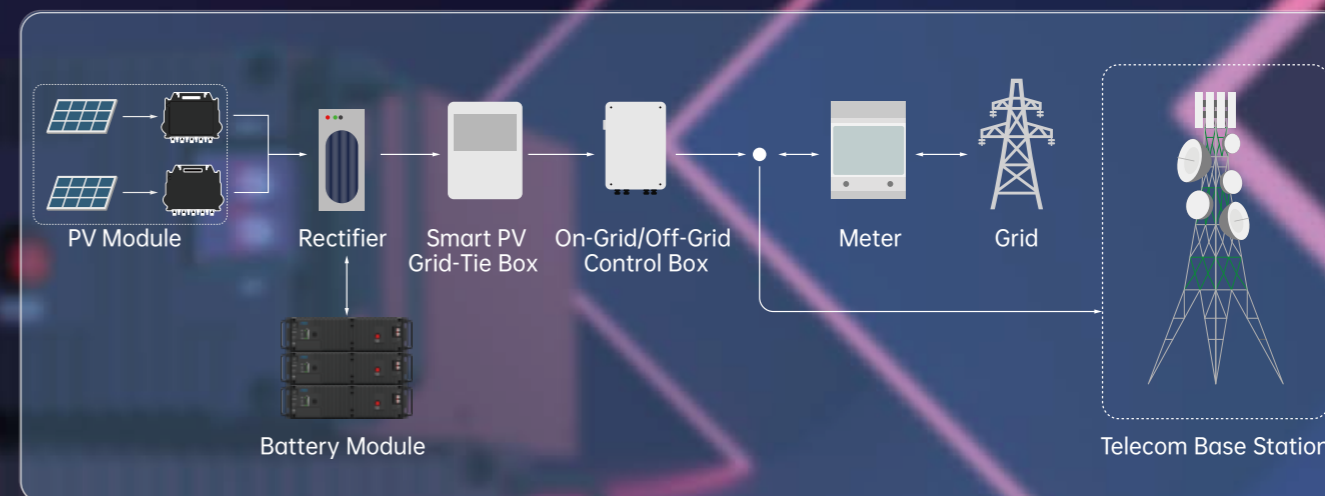 PV Module
Rectifier
Smart PV
Grid-Tie Box
On-Grid/Off-Grid
Control Box
Meter
Grid
Battery Module
Telecom Base Station